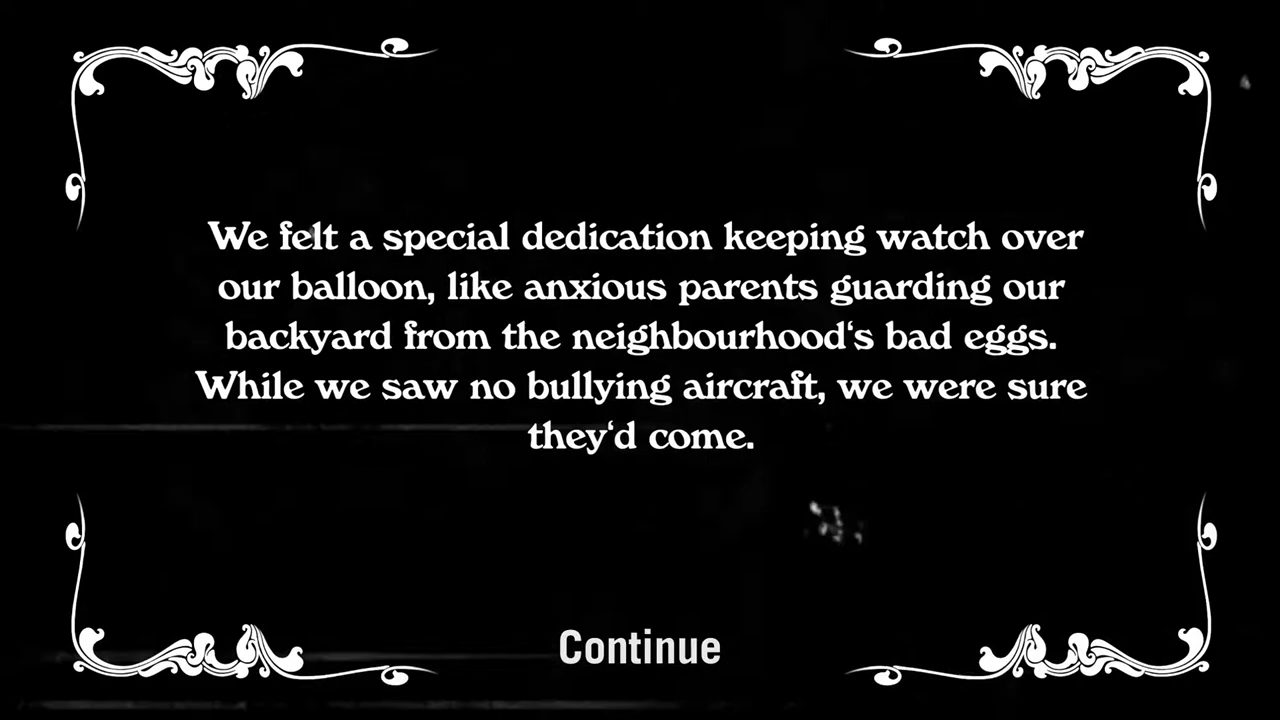 We felt a special dedication keeping watch over
our balloon, like anxious parents guarding our
backyard from the neighbourhood‘s bad eggs.
While we saw no bullying aircraft, we were sure
they‘d come.
Continue